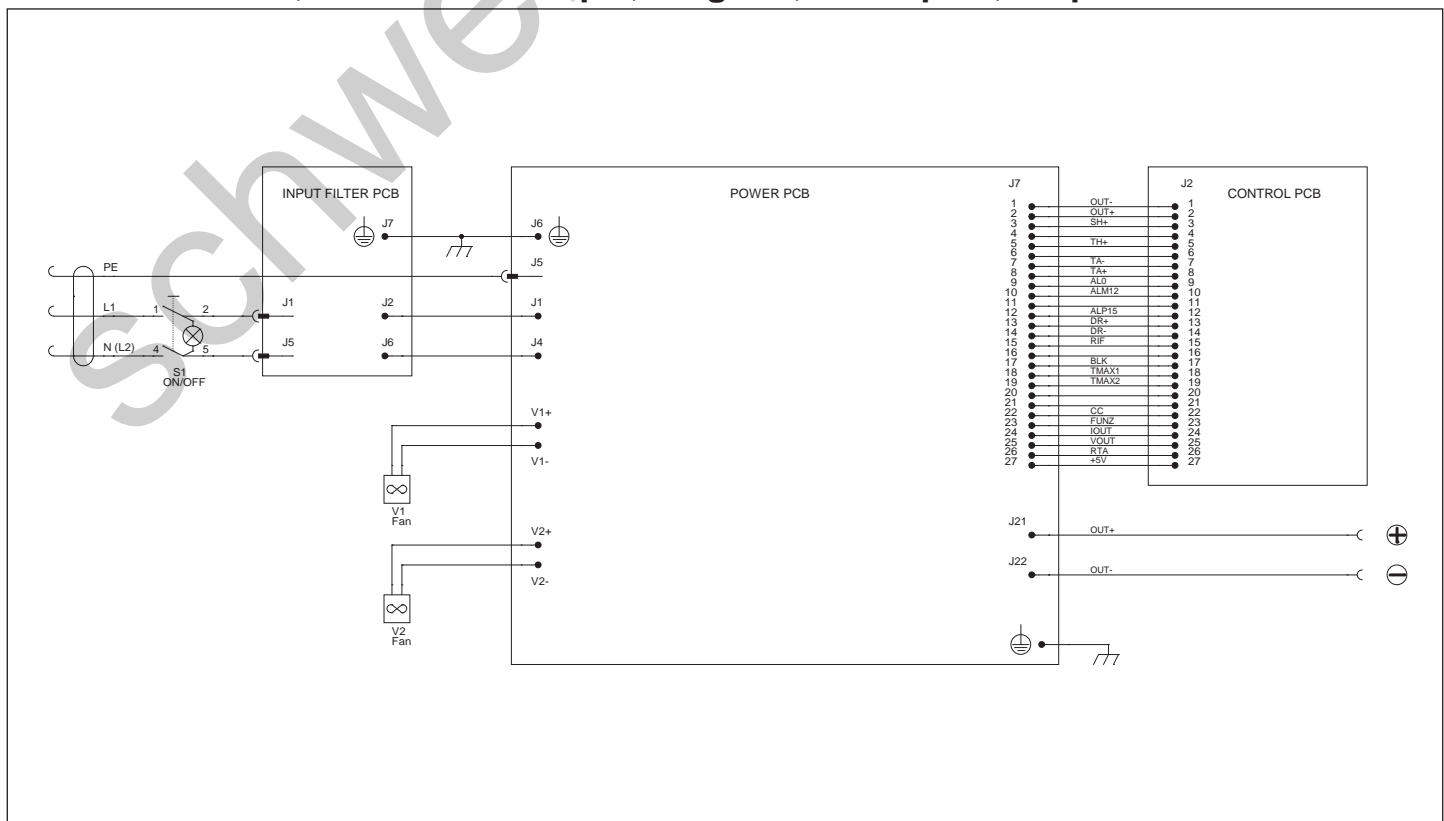 schwe
INPUT FILTER PCB
POWER PCB
CONTROL PCB
J7
J2
J7
J6
PE
J5
L1
1
2
J1
J2
J1
N (L2)
4
5
J5
J6
J4
S1
ON/OFF
V1+
V1-
V1
Fan
V2+
V2-
V2
Fan
1 OUT- 1
2 OUT+ 2
3 SH+ 3
4 4
5 TH+ 5
6 6
7 TA- 7
8 TA+ 8
9 AL0 9
10 ALM12 10
11 11
12 ALP15 12
13 DR+ 13
14 DR- 14
15 RIF 15
16 16
17 BLK 17
18 TMAX1 18
19 TMAX2 19
20 20
21 21
22 CC 22
23 FUNZ 23
24 IOUT 24
25 VOUT 25
26 RTA 26
27 +5V 27
J21 OUT+
J22 OUT-